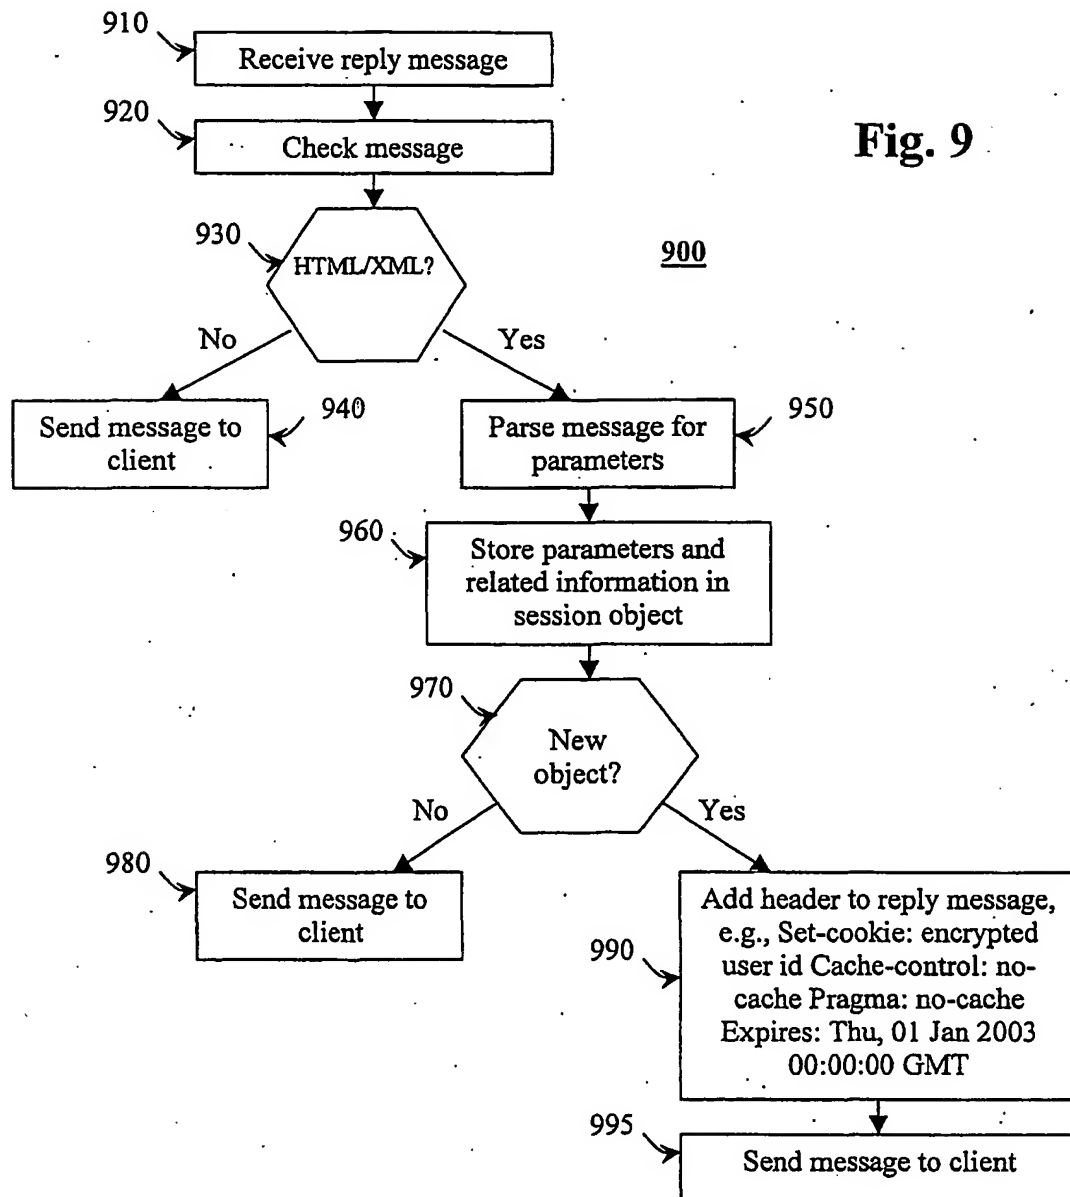 910
Receive reply message
920
Check message
Fig. 9
930
HTML/XML?
900
No
Yes
Send message to
client
940
Parse message for
parameters
950
960
Store parameters and
related information in
session object
970
New
object?
No
Yes
980
Send message to
client
990
Add header to reply message,
e.g., Set-cookie: encrypted
user id Cache-control: no-
cache Pragma: no-cache
Expires: Thu, 01 Jan 2003
00:00:00 GMT
995
Send message to client